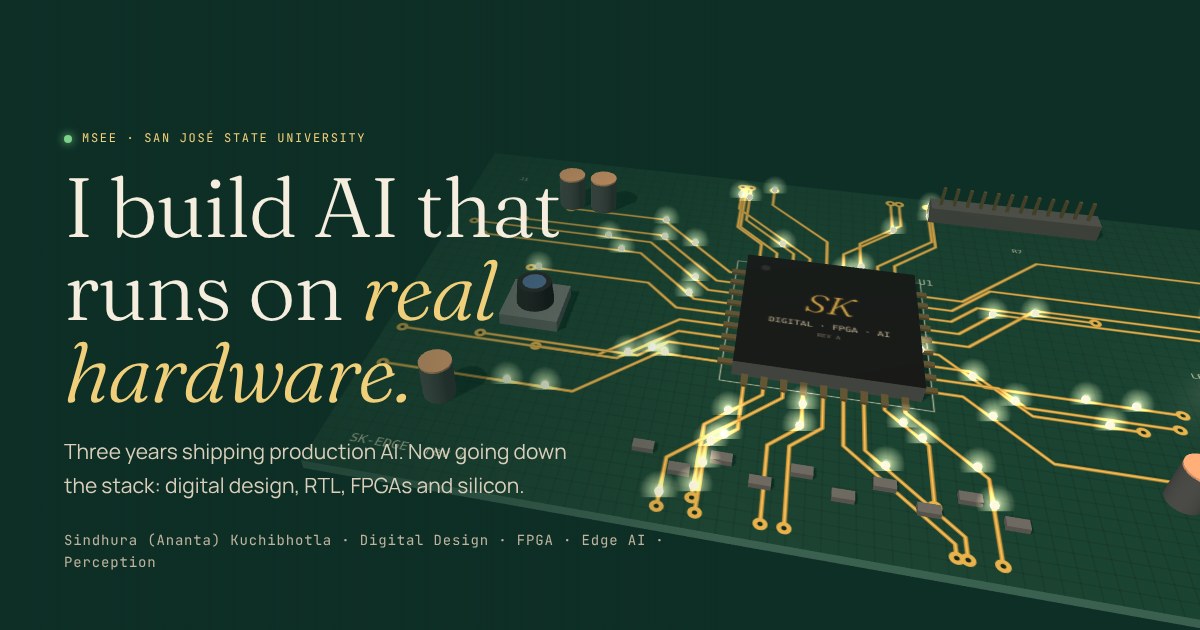 MSEE · SAN JOSÉ STATE UNIVERSITY
I build AI that
runs on real
hardware.
Three years shipping production AI. Now going down
the stack: digital design, RTL, FPGAs and silicon.
Sindhura (Ananta) Kuchibhotla · Digital Design · FPGA · Edge AI ·
Perception
SK
DIGITAL · FPGA · AI
REV A
U1
SK-EDGE